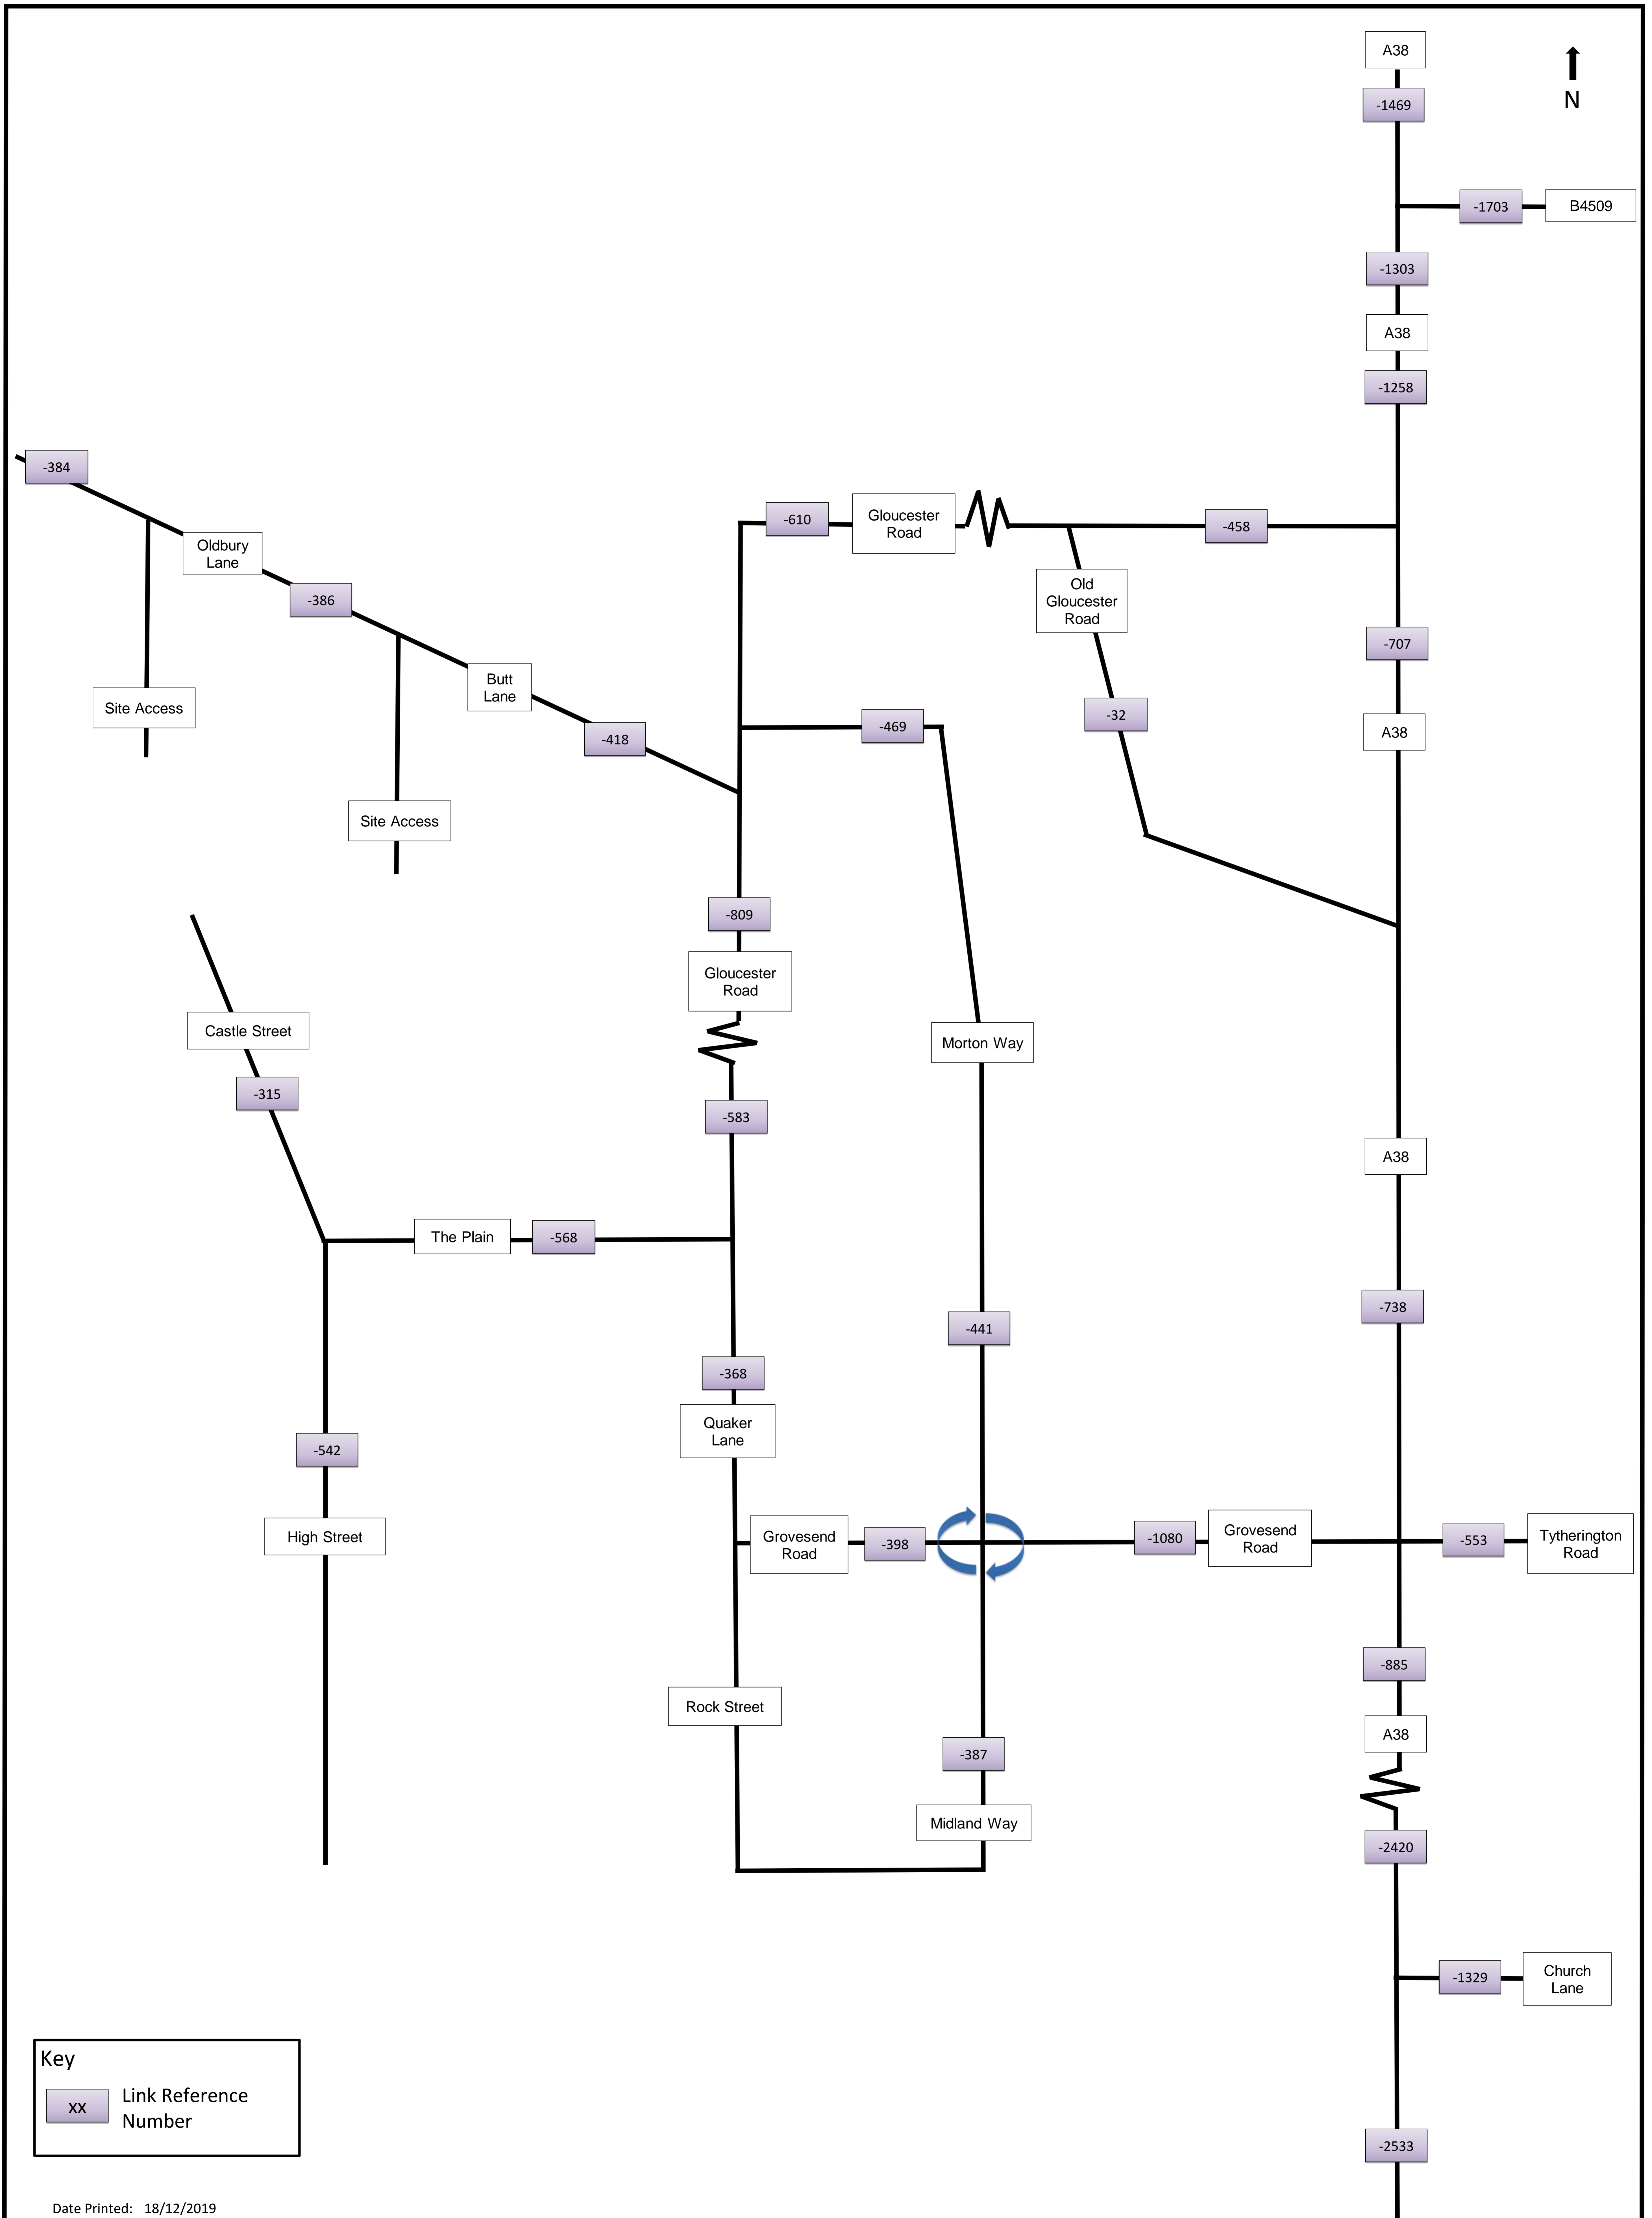 A38
N
-1469
-1703
B4509
-1303
A38
-1258
-384
-610
Gloucester
Road
-458
Oldbury
Lane
-386
Old
Gloucester
Road
-707
Butt
Lane
Site Access
-32
-418
-469
A38
Site Access
-809
Gloucester
Road
Castle Street
Morton Way
-315
-583
A38
The Plain
-568
-738
-441
-368
Quaker
Lane
-542
High Street
Grovesend
Road
-398
-1080
Grovesend
Road
-553
Tytherington
Road
-885
Rock Street
A38
-387
Midland Way
-2420
-1329
Church
Lane
Key
xx
Link Reference
Number
-2533
Date Printed: 18/12/2019